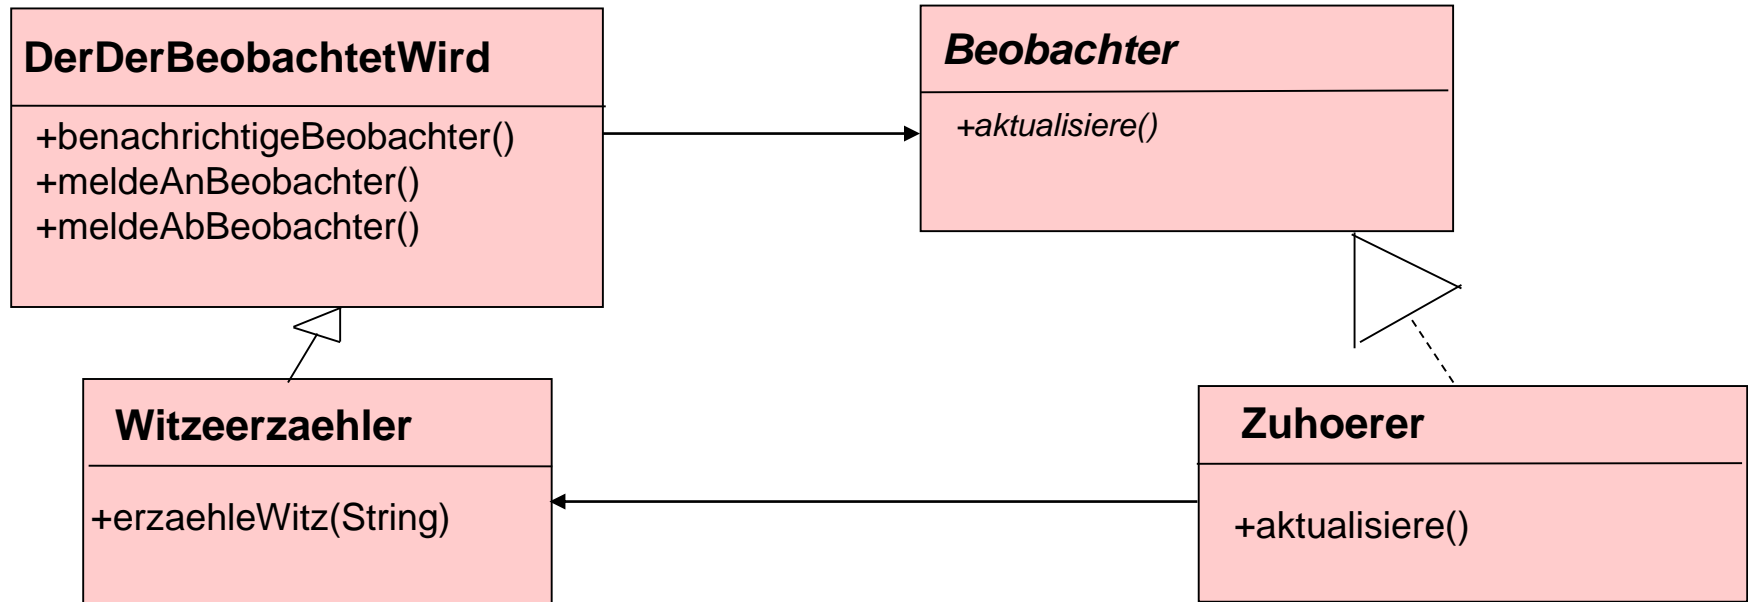 DerDerBeobachtetWird
+benachrichtigeBeobachter()
+meldeAnBeobachter()
+meldeAbBeobachter()
Beobachter
+aktualisiere()
Witzeerzaehler
+erzaehleWitz(String)
Zuhoerer
+aktualisiere()